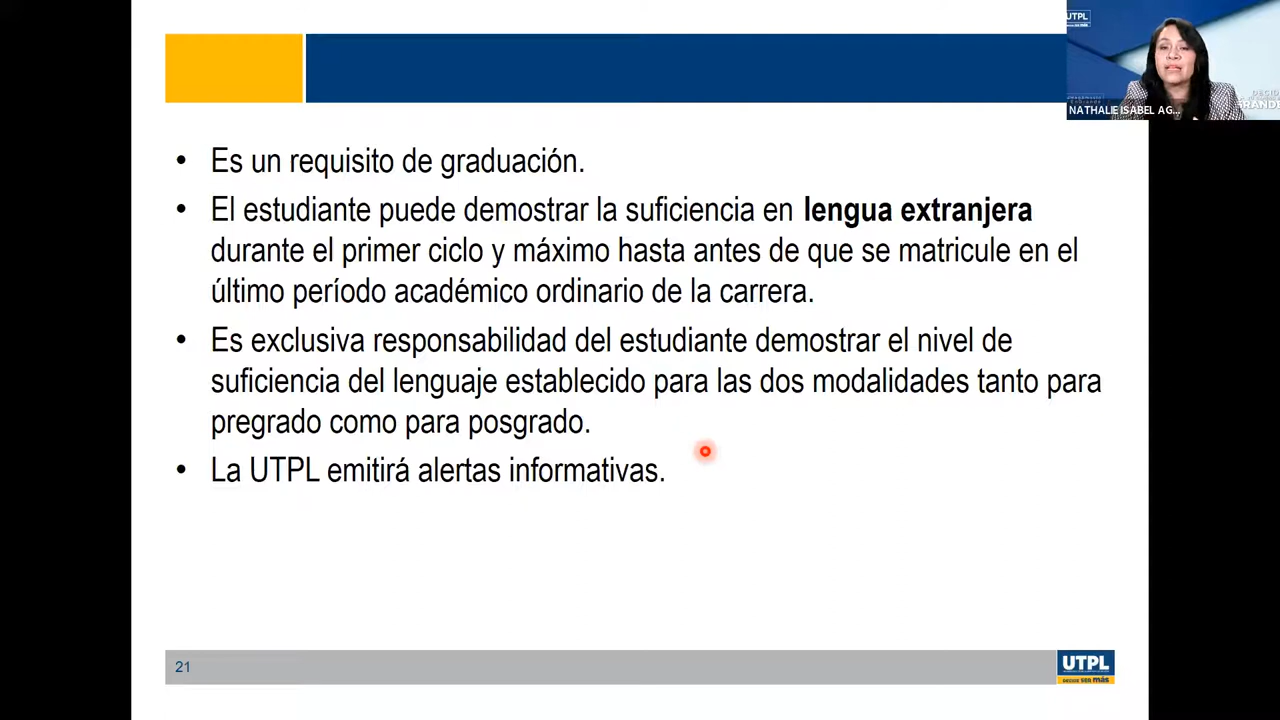 UTPL
NATHALIE ISABEL AG...
• Es un requisito de graduación.
• El estudiante puede demostrar la suficiencia en lengua extranjera
durante el primer ciclo y máximo hasta antes de que se matricule en el
último período académico ordinario de la carrera.
• Es exclusiva responsabilidad del estudiante demostrar el nivel de
suficiencia del lenguaje establecido para las dos modalidades tanto para
pregrado como para posgrado.
• La UTPL emitirá alertas informativas.
21
UTPL
DECIDE SER más